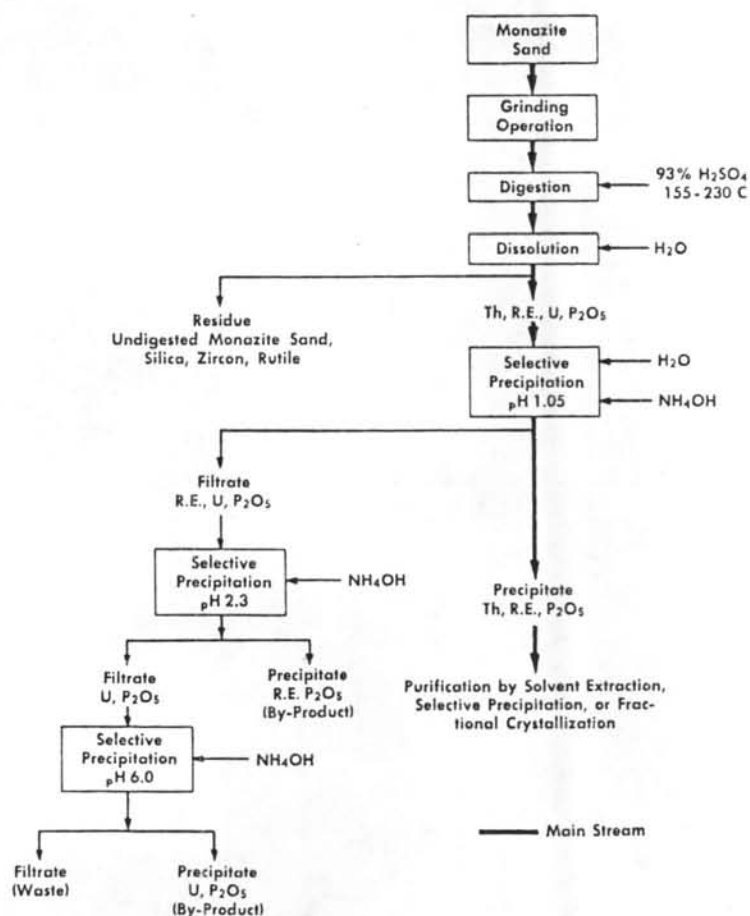 Monazite
Sand
Grinding
Operation
Digestion
93% H₂SO₄
155-230 C
Dissolution
H₂O
Residue
Undigested Monazite Sand,
Silica, Zircon, Rutile
Th, R.E., U, P₂O₅
Selective
Precipitation
pH 1.05
H₂O
NH₄OH
Filtrate
R.E., U, P₂O₅
Selective
Precipitation
pH 2.3
NH₄OH
Precipitate
Th, R.E., P₂O₅
Filtrate
U, P₂O₅
Precipitate
R.E. P₂O₅
(By-Product)
Purification by Solvent Extraction,
Selective Precipitation, or Frac-
tional Crystallization
Selective
Precipitation
pH 6.0
NH₄OH
Main Stream
Filtrate
(Waste)
Precipitate
U, P₂O₅
(By-Product)